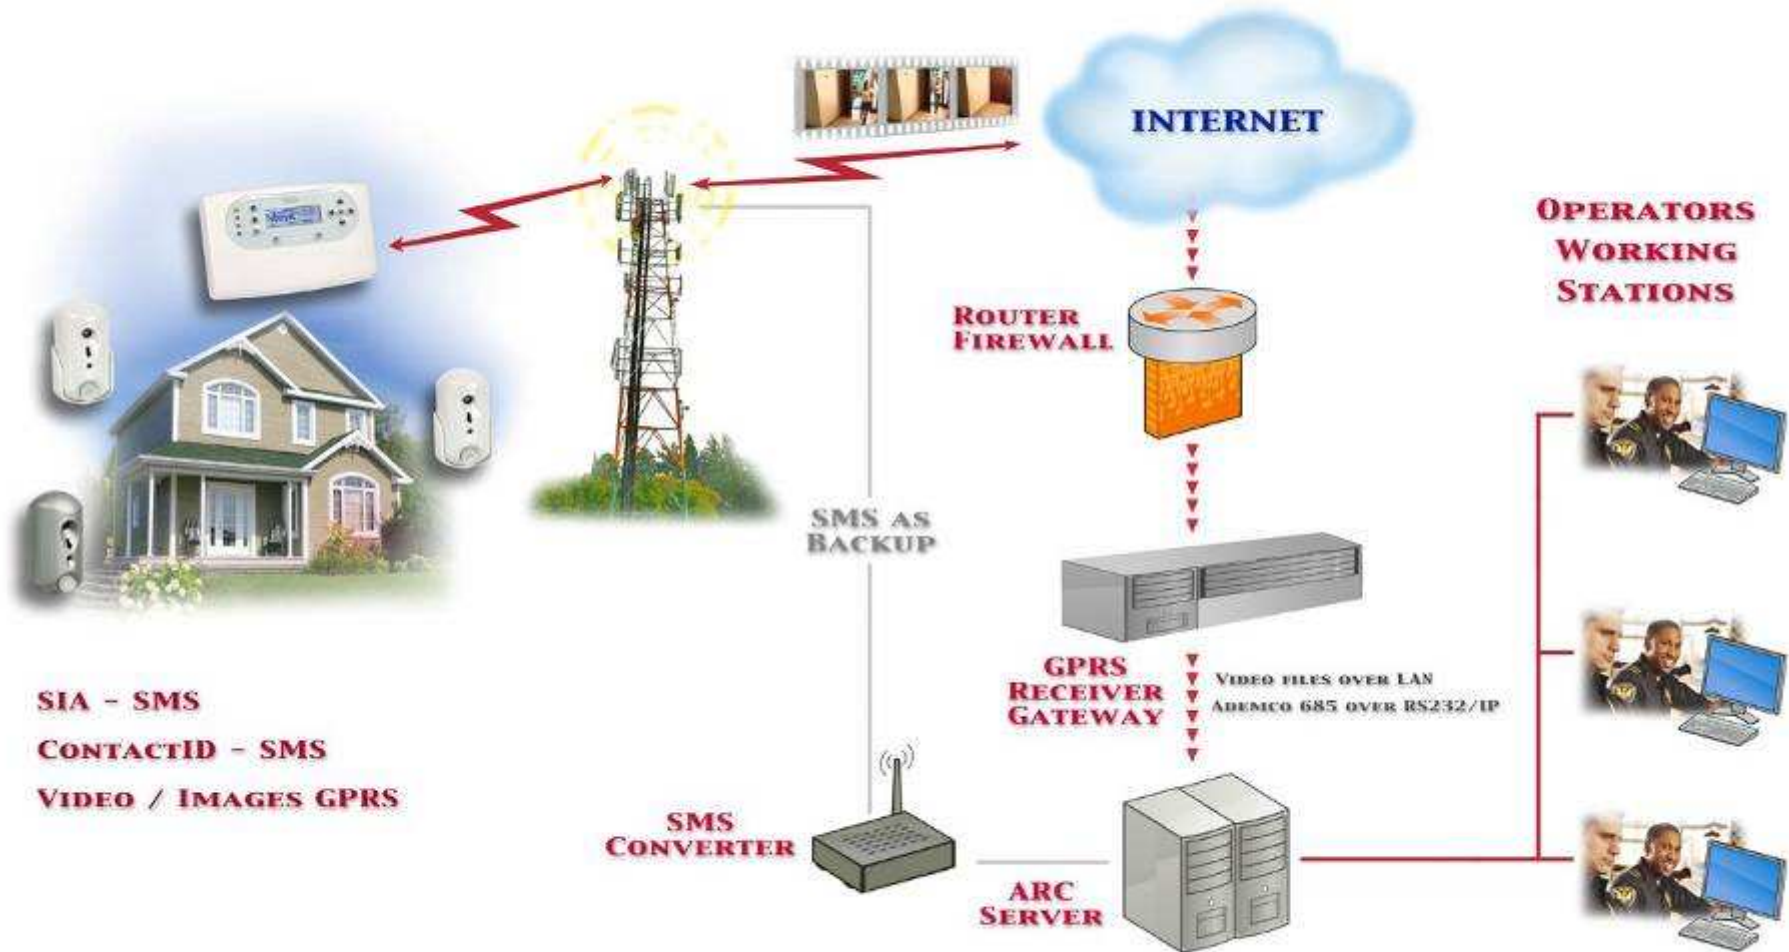 INTERNET
OPERATORS
WORKING
STATIONS
ROUTER
FIREWALL
SMS AS
BACKUP
GPRS
RECEIVER
GATEWAY
VIDEO FILES OVER LAN
ADEMCO 685 OVER RS232/IP
SIA - SMS
CONTACTID - SMS
VIDEO / IMAGES GPRS
SMS
CONVERTER
ARC
SERVER